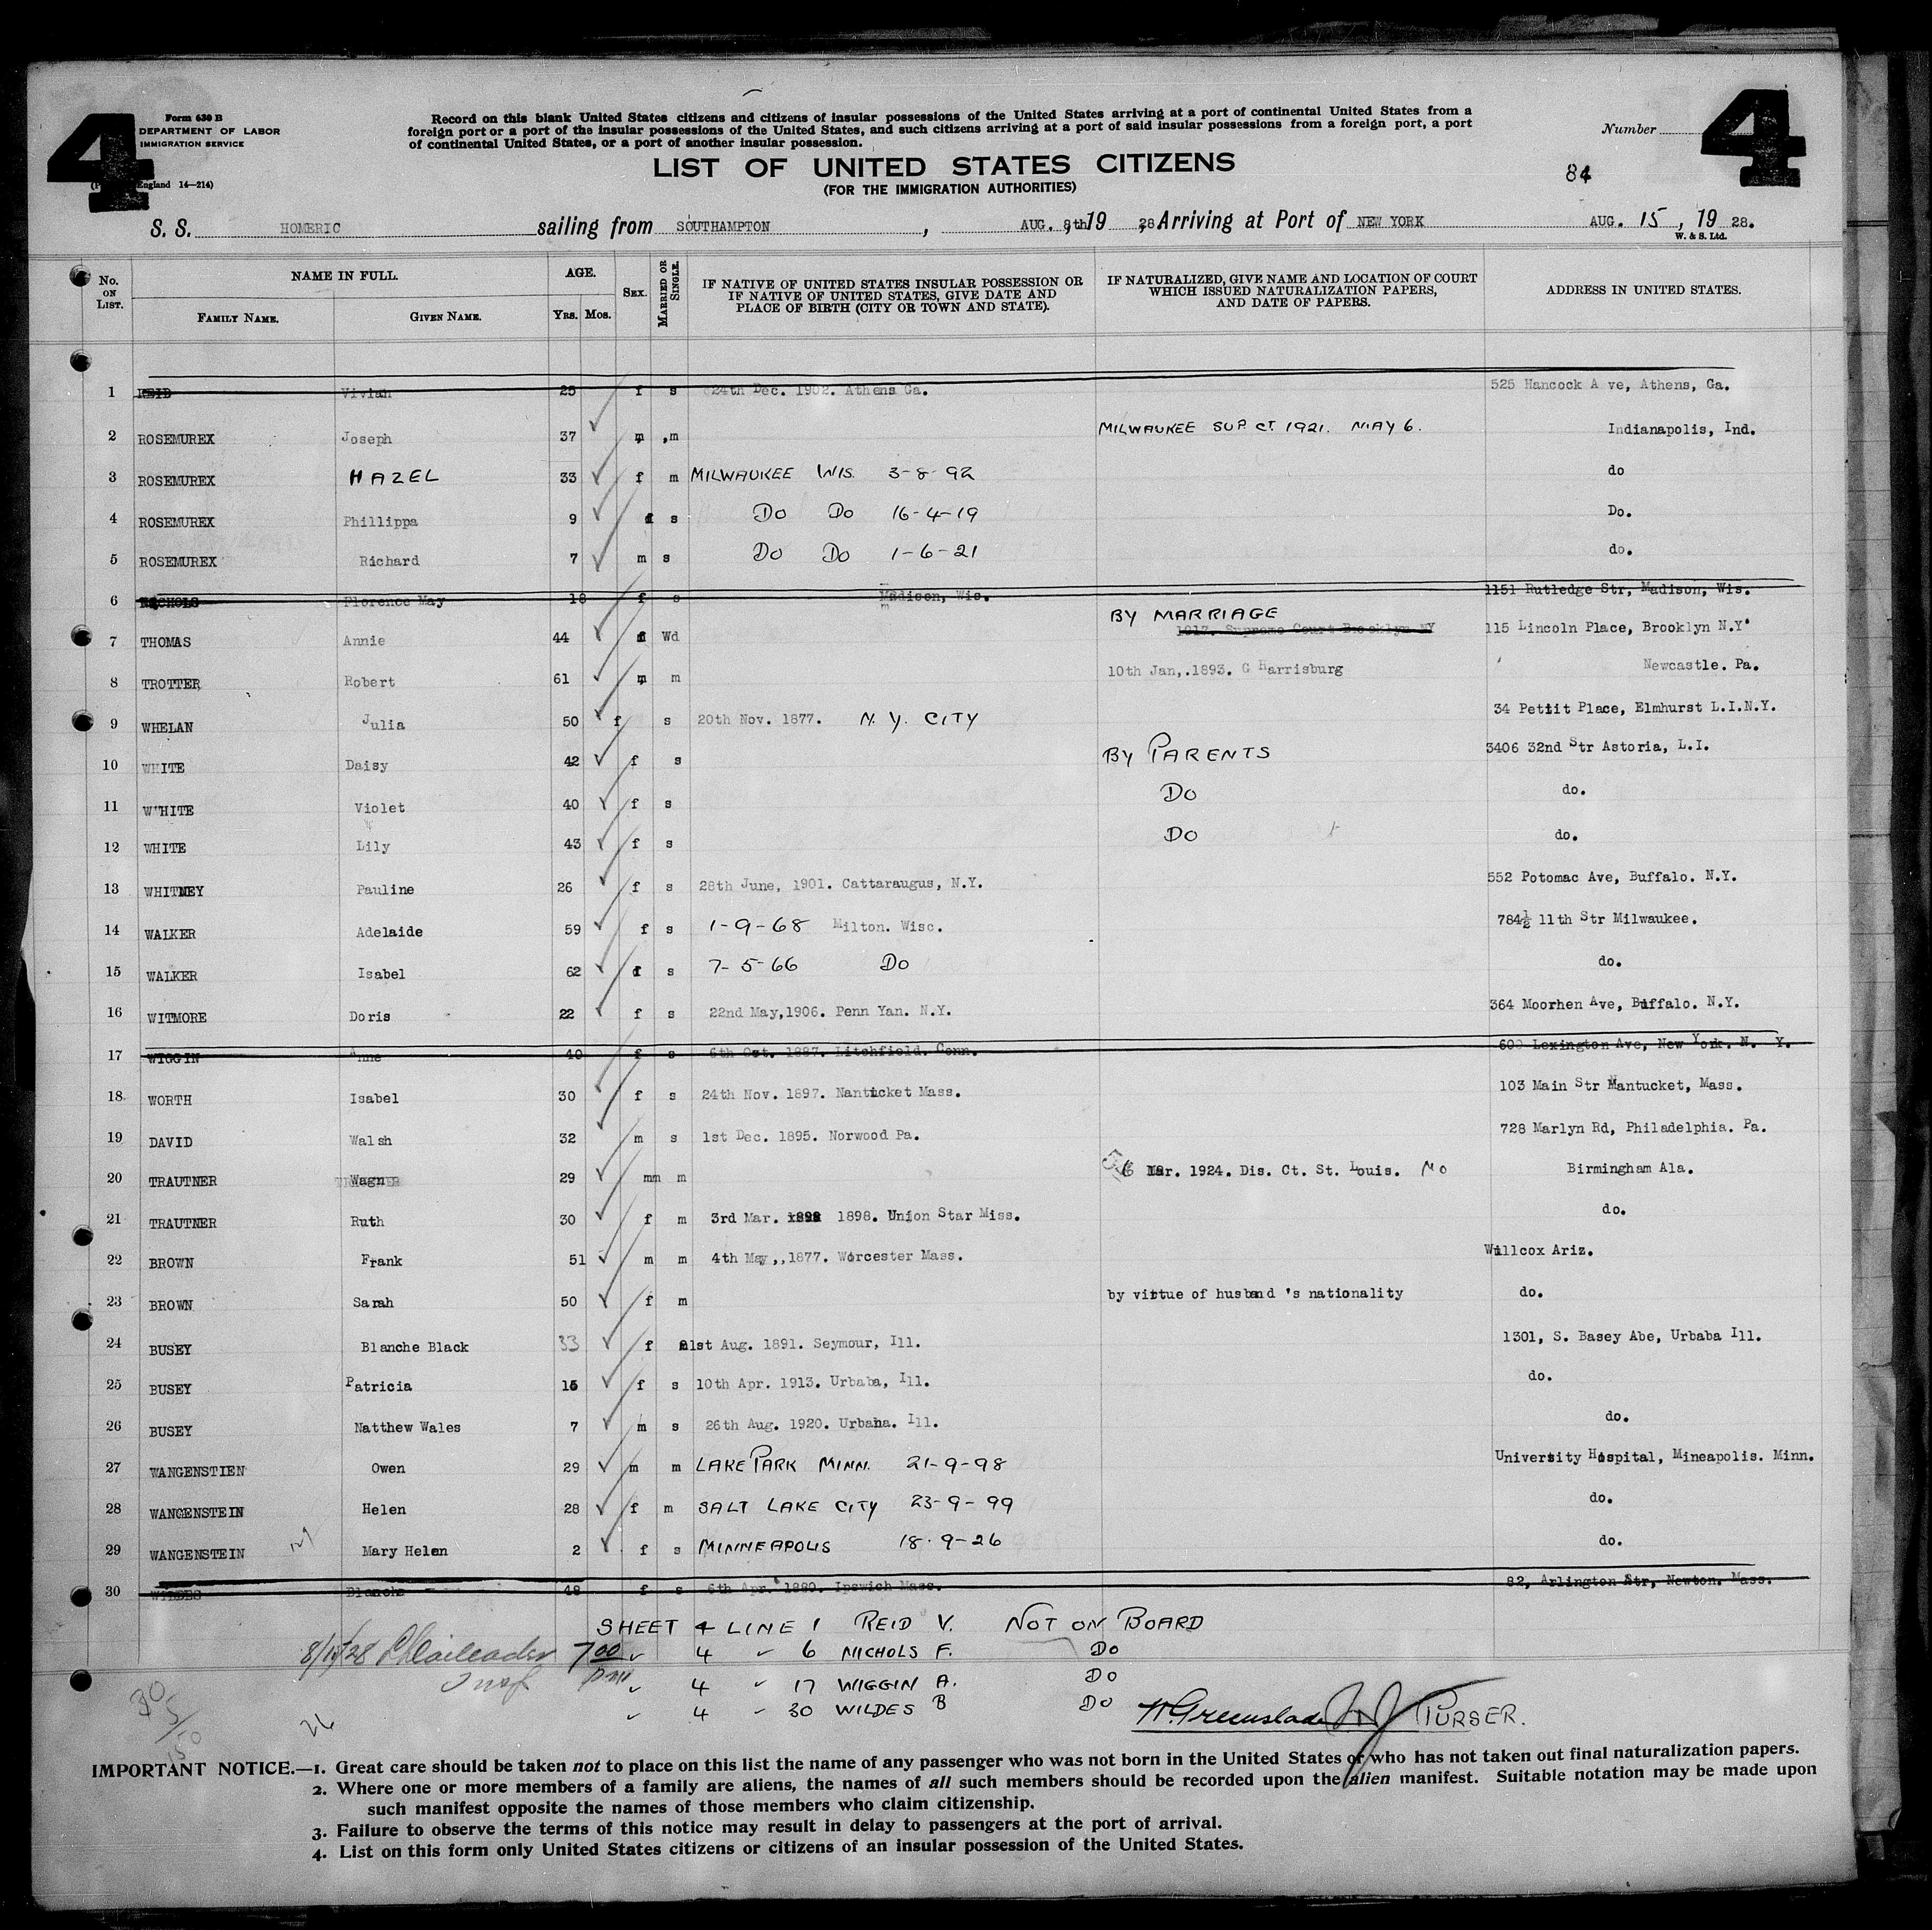 4
Form 630 B
DEPARTMENT OF LABOR
IMMIGRATION SERVICE
England 14—214)
Record on this blank United States citizens and citizens of insular possessions of the United States arriving at a port of continental United States from a
foreign port or a port of the insular possessions of the United States, and such citizens arriving at a port of said insular possessions from a foreign port, a port
of continental United States, or a port of another insular possession.
LIST OF UNITED STATES CITIZENS
(FOR THE IMMIGRATION AUTHORITIES)
Number
4
84
S. S. HOMERIC sailing from SOUTHAMPTON, AUG. 8th 19 28 Arriving at Port of NEW YORK AUG. 15, 19 28.
W. & S. Ltd.
No. ON LIST. NAME IN FULL. FAMILY NAME. GIVEN NAME. AGE. YRS. MOS. SEX. MARRIED OR SINGLE. IF NATIVE OF UNITED STATES INSULAR POSSESSION OR IF NATIVE OF UNITED STATES, GIVE DATE AND PLACE OF BIRTH (CITY OR TOWN AND STATE). IF NATURALIZED, GIVE NAME AND LOCATION OF COURT WHICH ISSUED NATURALIZATION PAPERS, AND DATE OF PAPERS. ADDRESS IN UNITED STATES.
1 REID Vivian 25 f s 24th Dec. 1902. Athens Ga. 525 Hancock A ve, Athens, Ga.
2 ROSEMUREX Joseph 37 m ,m MILWAUKEE SUP. CT. 1921. MAY 6. Indianapolis, Ind.
3 ROSEMUREX HAZEL 33 f m MILWAUKEE WIS. 3-8-92 do
4 ROSEMUREX Phillippa 9 f s DO DO 16-4-19 Do.
5 ROSEMUREX Richard 7 m s DO DO 1-6-21 do.
6 NICHOLS Florence May 18 f s Madison, Wis. 1151 Rutledge Str, Madison, Wis.
7 THOMAS Annie 44 f Wd BY MARRIAGE 1917. Supreme Court Brooklyn NY 115 Lincoln Place, Brooklyn N.Y.
8 TROTTER Robert 61 m m 10th Jan,.1893. G Harrisburg Newcastle. Pa.
9 WHELAN Julia 50 f s 20th Nov. 1877. N. Y. CITY 34 Pettit Place, Elmhurst L.I.N.Y.
10 WHITE Daisy 42 f s BY PARENTS 3406 32nd Str Astoria, L.I.
11 W'HITE Violet 40 f s DO do.
12 WHITE Lily 43 f s DO do.
13 WHITNEY Pauline 26 f s 28th June, 1901. Cattaraugus, N.Y. 552 Potomac Ave, Buffalo. N.Y.
14 WALKER Adelaide 59 f s 1-9-68 Milton. Wisc. 784½ 11th Str Milwaukee.
15 WALKER Isabel 62 f s 7-5-66 DO do.
16 WITMORE Doris 22 f s 22nd May,1906. Penn Yan. N.Y. 364 Moorhen Ave, Buffalo. N.Y.
17 WIGGIN Anne 40 f s 6th Oct. 1887. Litchfield. Conn. 600 Lexington Ave, New York. N. Y.
18 WORTH Isabel 30 f s 24th Nov. 1897. Nantucket Mass. 103 Main Str Nantucket, Mass.
19 DAVID Walsh 32 m s 1st Dec. 1895. Norwood Pa. 728 Marlyn Rd, Philadelphia. Pa.
20 TRAUTNER Wagner 29 mm m 6 Mar. 1924. Dis. Ct. St. Louis. MO Birmingham Ala.
21 TRAUTNER Ruth 30 f m 3rd Mar. 1898 1898. Union Star Miss. do.
22 BROWN Frank 51 m m 4th May,,1877. Worcester Mass. Willcox Ariz.
23 BROWN Sarah 50 f m by virtue of husband 's nationality do.
24 BUSEY Blanche Black 33 f 21st Aug. 1891. Seymour, Ill. 1301, S. Basey Abe, Urbaba Ill.
25 BUSEY Patricia 15 f s 10th Apr. 1913. Urbaba, Ill. do.
26 BUSEY Natthew Wales 7 m s 26th Aug. 1920. Urbana. Ill. do.
27 WANGENSTIEN Owen 29 m m LAKE PARK MINN. 21-9-98 University Hospital, Mineapolis. Minn.
28 WANGENSTEIN Helen 28 f m SALT LAKE CITY 23-9-99 do.
29 WANGENSTEIN Mary Helen 2 f s MINNEAPOLIS 18.9-26 do.
30 WILDES Blanche 48 f s 6th Apr. 1880. Ipswich Mass. 82, Arlington Str, Newton. Mass.
SHEET 4 LINE 1 REID V. NOT ON BOARD
8/15/28 7 00 pm 4 6 NICHOLS F. DO
4 17 WIGGIN A. DO
4 30 WILDES B DO
26
PURSER.
IMPORTANT NOTICE.—1. Great care should be taken not to place on this list the name of any passenger who was not born in the United States or who has not taken out final naturalization papers.
2. Where one or more members of a family are aliens, the names of all such members should be recorded upon the alien manifest. Suitable notation may be made upon
such manifest opposite the names of those members who claim citizenship.
3. Failure to observe the terms of this notice may result in delay to passengers at the port of arrival.
4. List on this form only United States citizens or citizens of an insular possession of the United States.